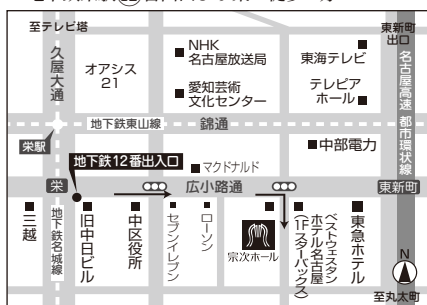 至テレビ塔
久屋大通
オアシス
21
NHK
名古屋放送局
愛知芸術
文化センター
東海テレビ
テレピア
ホール
東新町
出口
名古屋高速 都市環状線
地下鉄東山線
錦通
栄駅
地下鉄12番出入口
マクドナルド
中部電力
栄
広小路通
東新町
三越
地下鉄名城線
旧中日ビル
中区役所
セブンイレブン
ローソン
宗次ホール
ベストウェスタン
ホテル名古屋
(1Fスターバックス)
東急ホテル
N
至丸太町